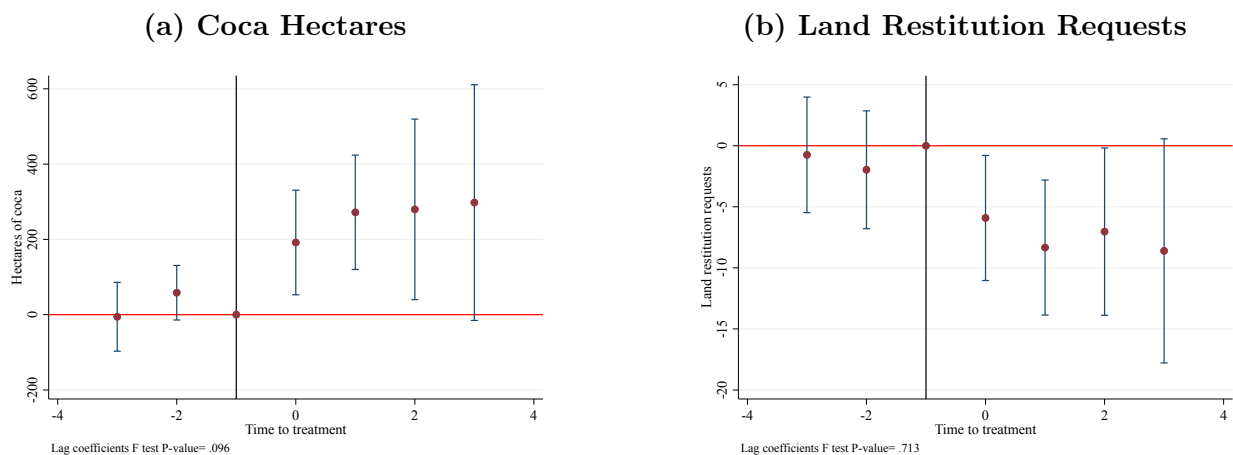 (a) Coca Hectares
Hectares of coca
600
400
200
0
-200
-4
-2
0
2
4
Time to treatment
Lag coefficients F test P-value= .096
(b) Land Restitution Requests
Land restitution requests
5
0
-5
-10
-15
-20
-4
-2
0
2
4
Time to treatment
Lag coefficients F test P-value= .713